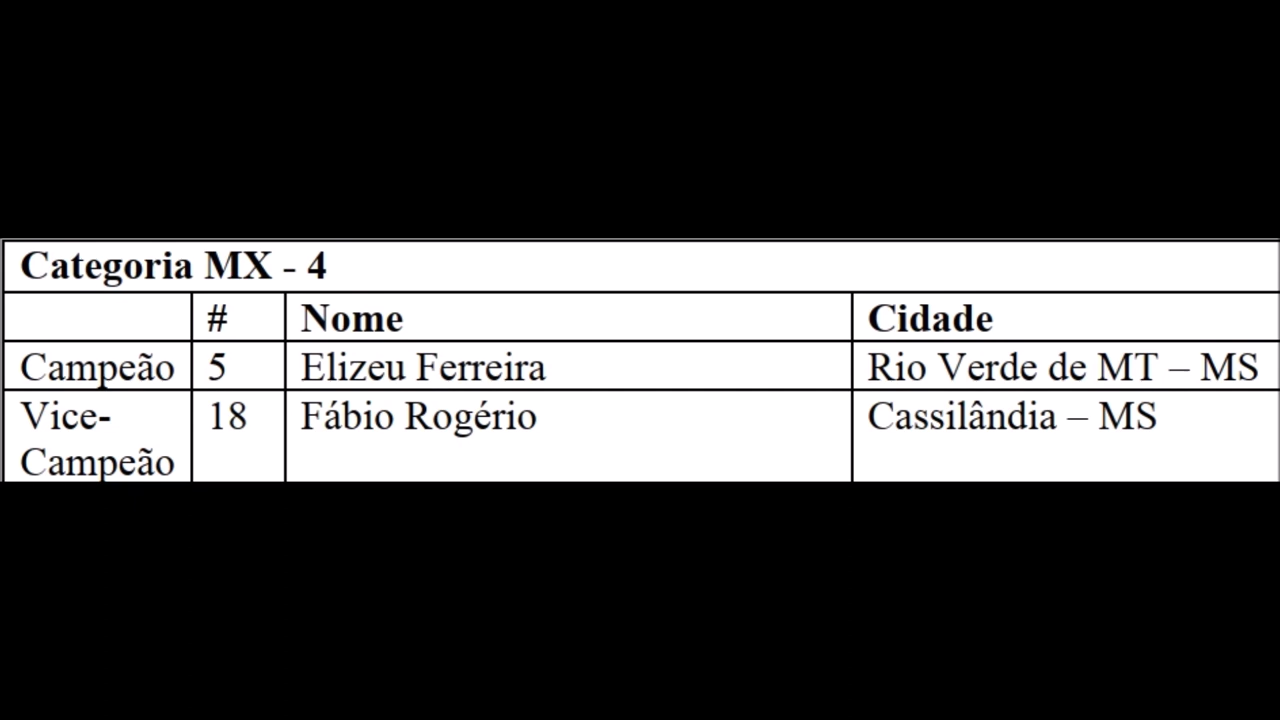 Categoria MX - 4
# Nome Cidade
Campeão 5 Elizeu Ferreira Rio Verde de MT – MS
Vice- 18 Fábio Rogério Cassilândia – MS
Campeão